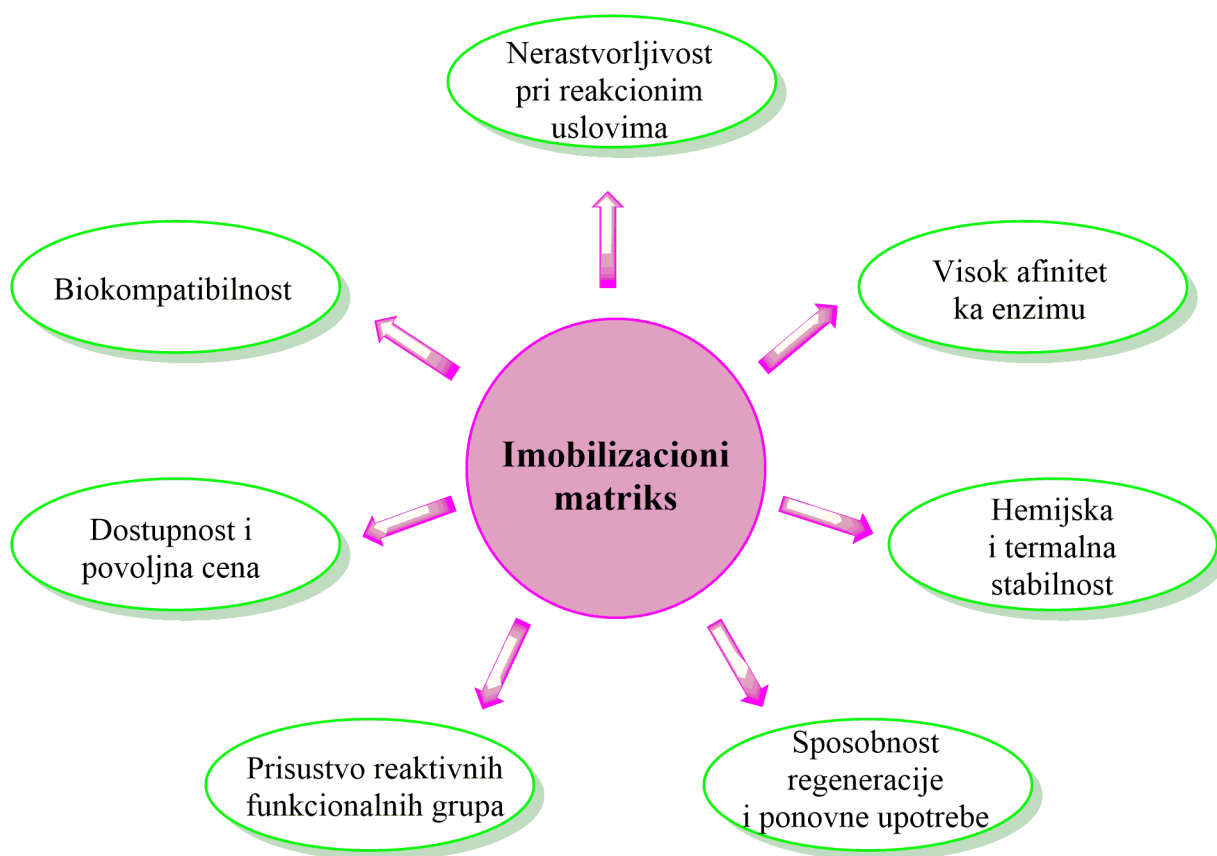 Nerastvorljivost
pri reakcionim
uslovima
Biokompatibilnost
Visok afinitet
ka enzimu
Imobilizacioni
matriks
Dostupnost i
povoljna cena
Hemijska
i termalna
stabilnost
Prisustvo reaktivnih
funkcionalnih grupa
Sposobnost
regeneracije
i ponovne upotrebe